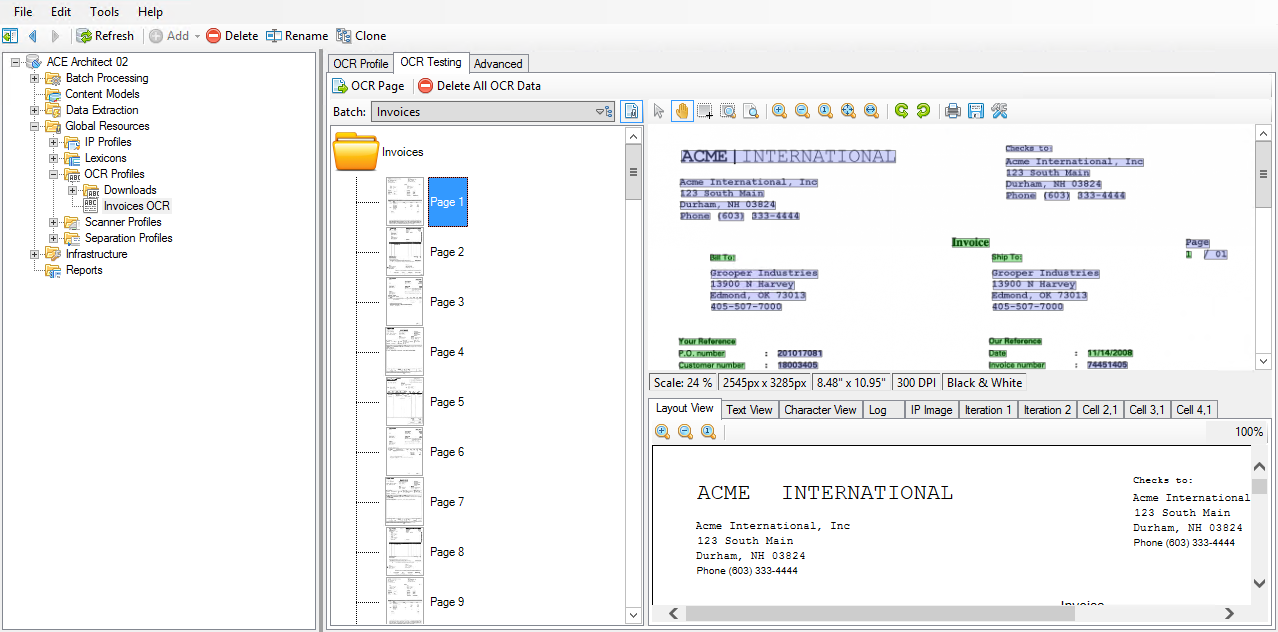 File Edit Tools Help
Refresh Add Delete Rename Clone
ACE Architect 02
Batch Processing
Content Models
Data Extraction
Global Resources
IP Profiles
Lexicons
OCR Profiles
Downloads
Invoices OCR
Scanner Profiles
Separation Profiles
Infrastructure
Reports
OCR Profile OCR Testing Advanced
OCR Page Delete All OCR Data
Batch: Invoices
Invoices
Page 1
Page 2
Page 3
Page 4
Page 5
Page 6
Page 7
Page 8
Page 9
ACME | INTERNATIONAL
Acme International, Inc
123 South Main
Durham, NH 03824
Phone (603) 333-4444
Checks to:
Acme International, Inc
123 South Main
Durham, NH 03824
Phone (603) 333-4444
Invoice
Page
1 / 01
Bill To:
Grooper Industries
13900 N Harvey
Edmond, OK 73013
405-507-7000
Ship To:
Grooper Industries
13900 N Harvey
Edmond, OK 73013
405-507-7000
Your Reference
P.O. number : 201017081
Customer number : 18003405
Our Reference
Date : 11/14/2008
Invoice number : 74451405
Scale: 24 % 2545px x 3285px 8.48" x 10.95" 300 DPI Black & White
Layout View Text View Character View Log IP Image Iteration 1 Iteration 2 Cell 2,1 Cell 3,1 Cell 4,1
100%
ACME INTERNATIONAL
Acme International, Inc
123 South Main
Durham, NH 03824
Phone (603) 333-4444
Checks to:
Acme International
123 South Main
Durham, NH 03824
Phone (603) 333-4444
Invoice